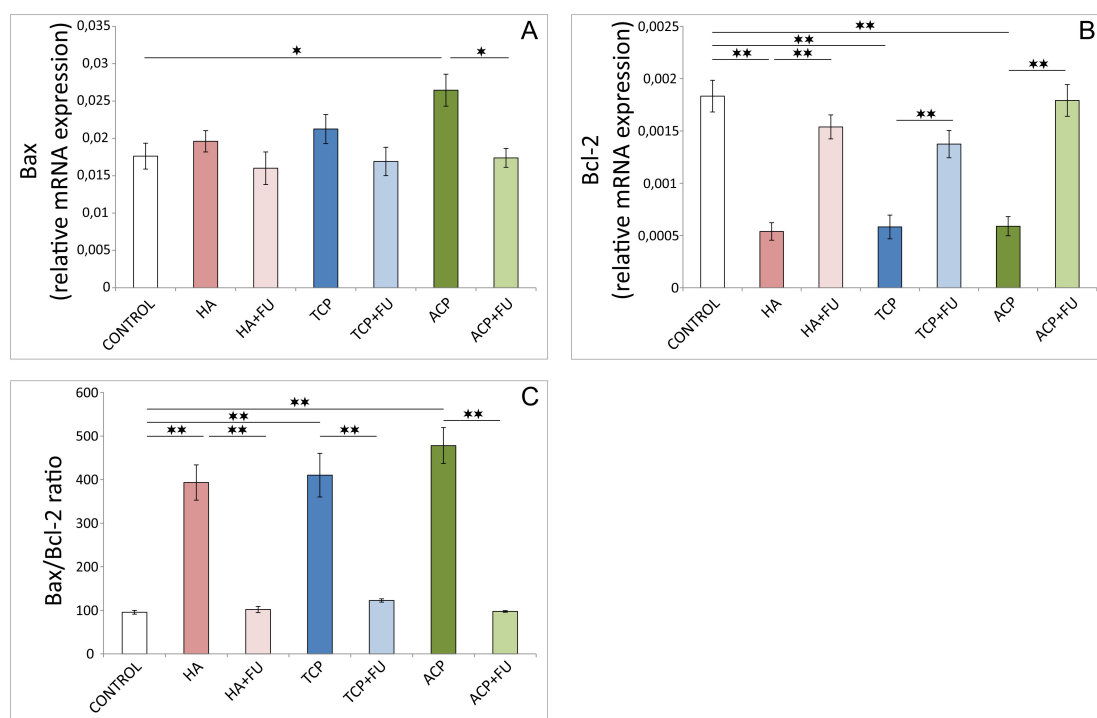 A
Bax
(relative mRNA expression)
0,035
0,03
0,025
0,02
0,015
0,01
0,005
0
★
★
CONTROL
HA
HA+FU
TCP
TCP+FU
ACP
ACP+FU
B
Bcl-2
(relative mRNA expression)
0,0025
0,002
0,0015
0,001
0,0005
0
★★
★★
★★ ★★
★★
★★
CONTROL
HA
HA+FU
TCP
TCP+FU
ACP
ACP+FU
C
Bax/Bcl-2 ratio
600
500
400
300
200
100
0
★★
★★
★★ ★★ ★★
★★
CONTROL
HA
HA+FU
TCP
TCP+FU
ACP
ACP+FU